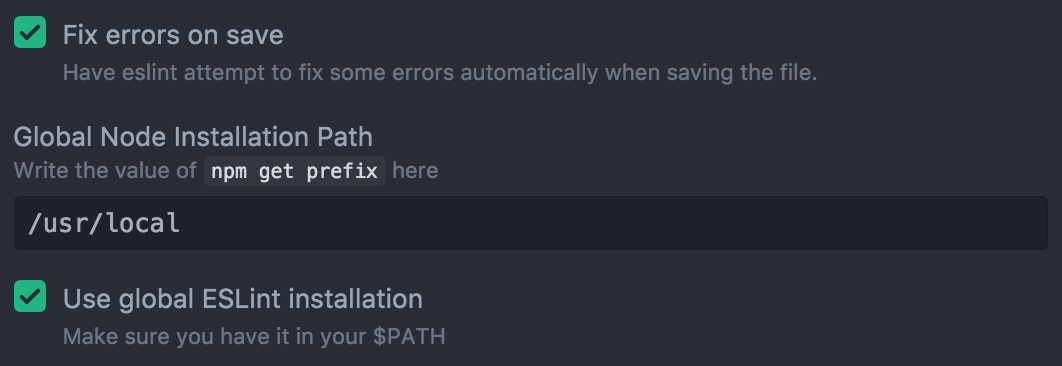 Fix errors on save
Have eslint attempt to fix some errors automatically when saving the file.
Global Node Installation Path
Write the value of npm get prefix here
/usr/local
Use global ESLint installation
Make sure you have it in your $PATH